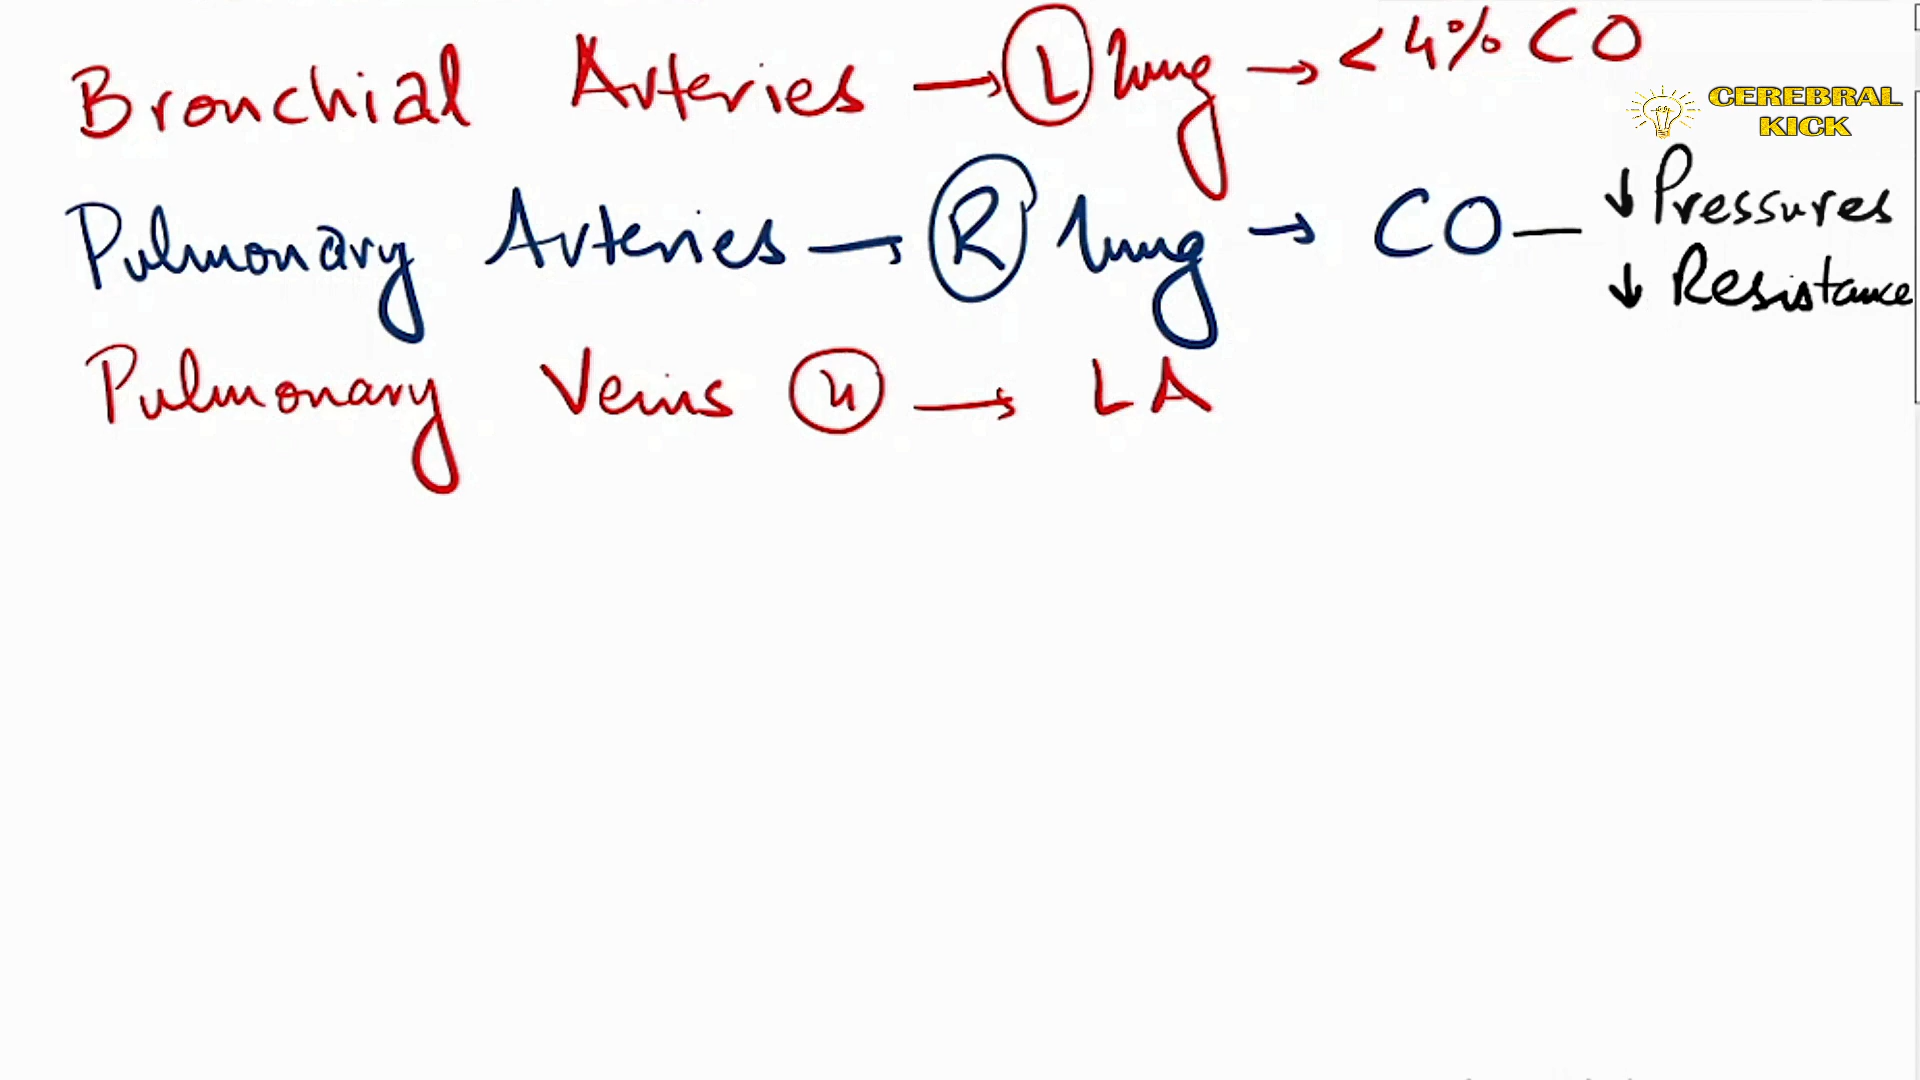 Bronchial Arteries → L lung → < 4% CO
CEREBRAL
KICK
Pulmonary Arteries → R lung → CO — ↓ Pressures
↓ Resistance
Pulmonary Veins 4 → LA